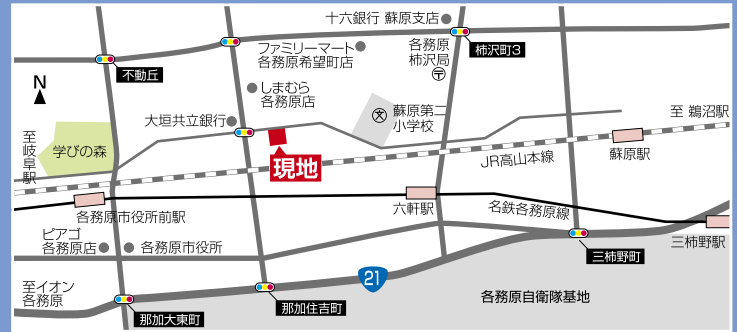 十六銀行 蘇原支店
ファミリーマート
各務原希望町店
各務原
柿沢局
〒
柿沢町3
不動丘
N
しまむら
各務原店
大垣共立銀行
文
蘇原第二
小学校
至 鵜沼駅
至岐阜駅
学びの森
現地
JR高山本線
蘇原駅
各務原市役所前駅
六軒駅
名鉄各務原線
三柿野駅
ピアゴ
各務原店
各務原市役所
三柿野町
至イオン
各務原
21
那加大東町
那加住吉町
各務原自衛隊基地